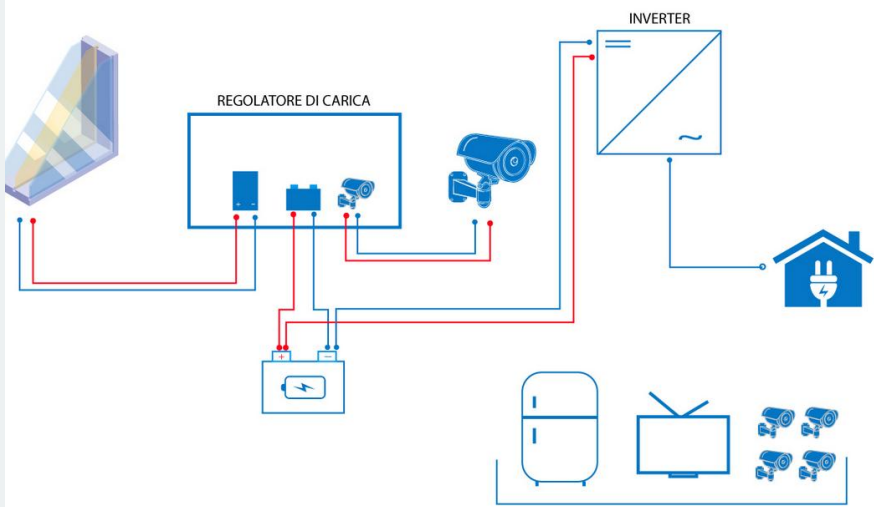 INVERTER
REGOLATORE DI CARICA
+ −
+ −